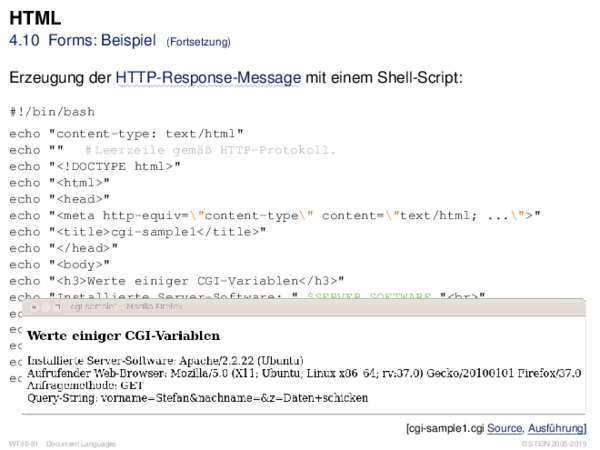 HTML
4.10 Forms: Beispiel (Fortsetzung)
Erzeugung der HTTP-Response-Message mit einem Shell-Script:
#!/bin/bash
echo "content-type: text/html"
echo "" #Leerzeile gemäß HTTP-Protokoll.
echo "<!DOCTYPE html>"
echo "<html>"
echo "<head>"
echo "<meta http-equiv=\"content-type\" content=\"text/html; ...\">"
echo "<title>cgi-sample1</title>"
echo "</head>"
echo "<body>"
echo "<h3>Werte einiger CGI-Variablen</h3>"
echo "Installierte Server-Software: " $SERVER_SOFTWARE "<br>"
cgi-sample1 - Mozilla Firefox
Werte einiger CGI-Variablen
Installierte Server-Software: Apache/2.2.22 (Ubuntu)
Aufrufender Web-Browser: Mozilla/5.0 (X11; Ubuntu; Linux x86_64; rv:37.0) Gecko/20100101 Firefox/37.0
Anfragemethode: GET
Query-String: vorname=Stefan&nachname=&z=Daten+schicken
[cgi-sample1.cgi Source, Ausführung]
WT:III-81 Document Languages © STEIN 2005-2019